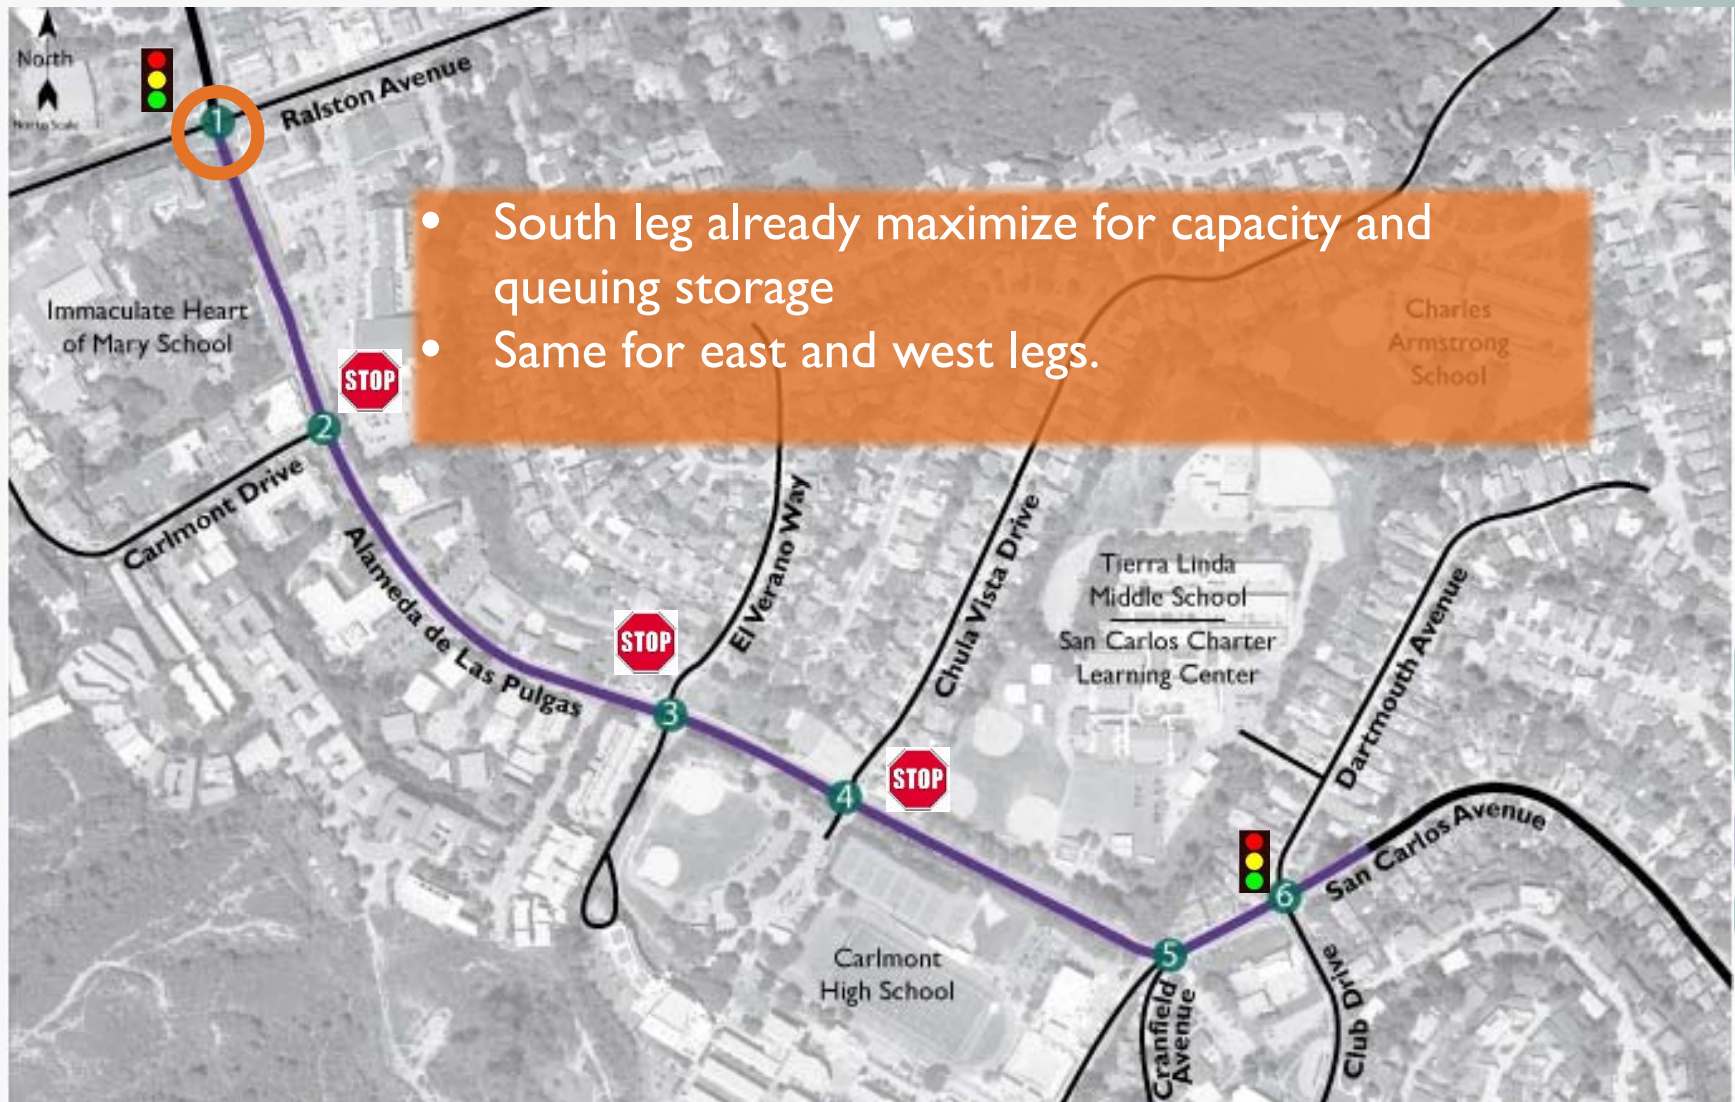 North
Not to Scale
1
Ralston Avenue
• South leg already maximize for capacity and
queuing storage
• Same for east and west legs.
Immaculate Heart
of Mary School
Charles
Armstrong
School
STOP
2
Carlmont Drive
Alameda de Las Pulgas
El Verano Way
Chula Vista Drive
Tierra Linda
Middle School
San Carlos Charter
Learning Center
Dartmouth Avenue
STOP
3
STOP
4
San Carlos Avenue
6
5
Carlmont
High School
Cranfield
Avenue
Club Drive